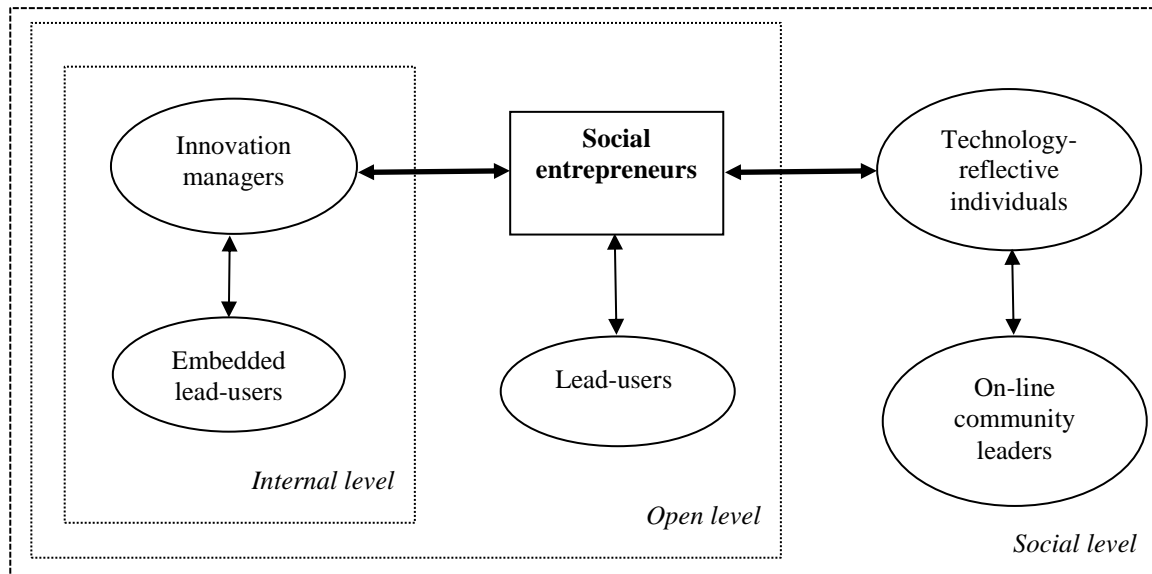 Innovation
managers
Social
entrepreneurs
Technology-
reflective
individuals
Embedded
lead-users
Lead-users
On-line
community
leaders
Internal level
Open level
Social level